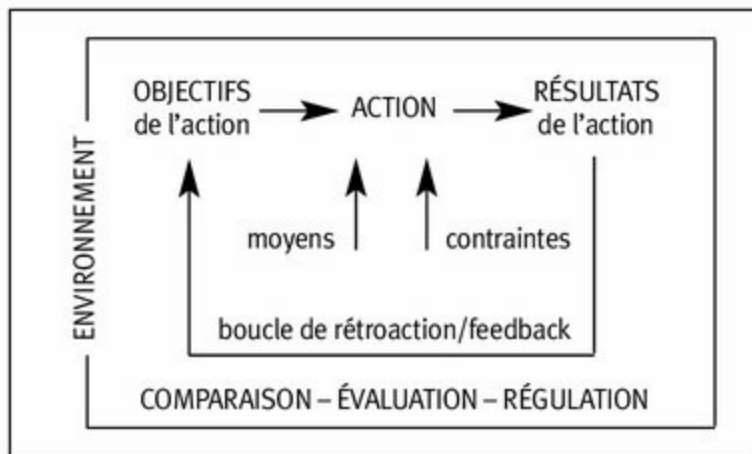 OBJECTIFS
de l'action
ACTION
RÉSULTATS
de l'action
ENVIRONNEMENT
moyens
contraintes
boucle de rétroaction/feedback
COMPARAISON – ÉVALUATION – RÉGULATION